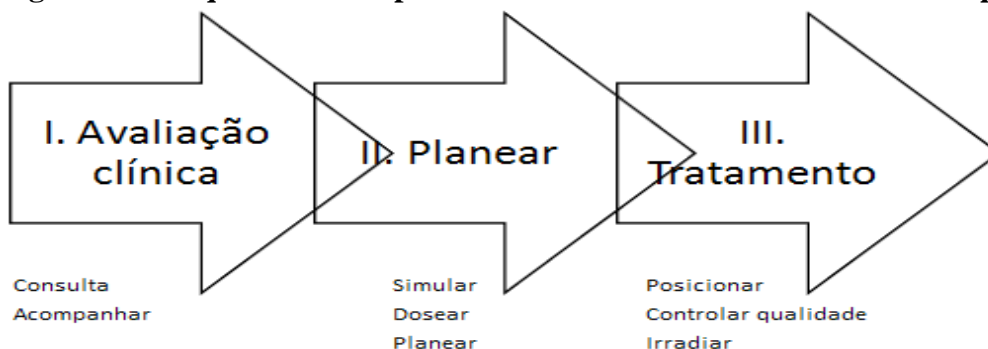 I. Avaliação
clínica
II. Planear
III.
Tratamento
Consulta
Acompanhar
Simular
Dosear
Planear
Posicionar
Controlar qualidade
Irradiar